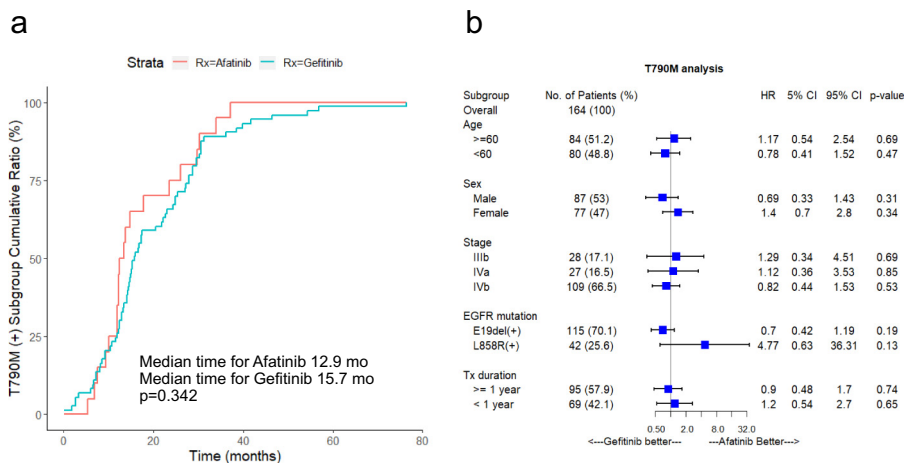 a
Strata Rx=Afatinib Rx=Gefitinib
T790M (+) Subgroup Cumulative Ratio (%)
100
75
50
25
0
Median time for Afatinib 12.9 mo
Median time for Gefitinib 15.7 mo
p=0.342
0 20 40 60 80
Time (months)
b
T790M analysis
Subgroup No. of Patients (%) HR 5% CI 95% CI p-value
Overall 164 (100)
Age
>=60 84 (51.2) 1.17 0.54 2.54 0.69
<60 80 (48.8) 0.78 0.41 1.52 0.47
Sex
Male 87 (53) 0.69 0.33 1.43 0.31
Female 77 (47) 1.4 0.7 2.8 0.34
Stage
IIIb 28 (17.1) 1.29 0.34 4.51 0.69
IVa 27 (16.5) 1.12 0.36 3.53 0.85
IVb 109 (66.5) 0.82 0.44 1.53 0.53
EGFR mutation
E19del(+) 115 (70.1) 0.7 0.42 1.19 0.19
L858R(+) 42 (25.6) 4.77 0.63 36.31 0.13
Tx duration
>= 1 year 95 (57.9) 0.9 0.48 1.7 0.74
< 1 year 69 (42.1) 1.2 0.54 2.7 0.65
0.50 2.0 8.0 32.0
<---Gefitinib better--- ---Afatinib Better--->